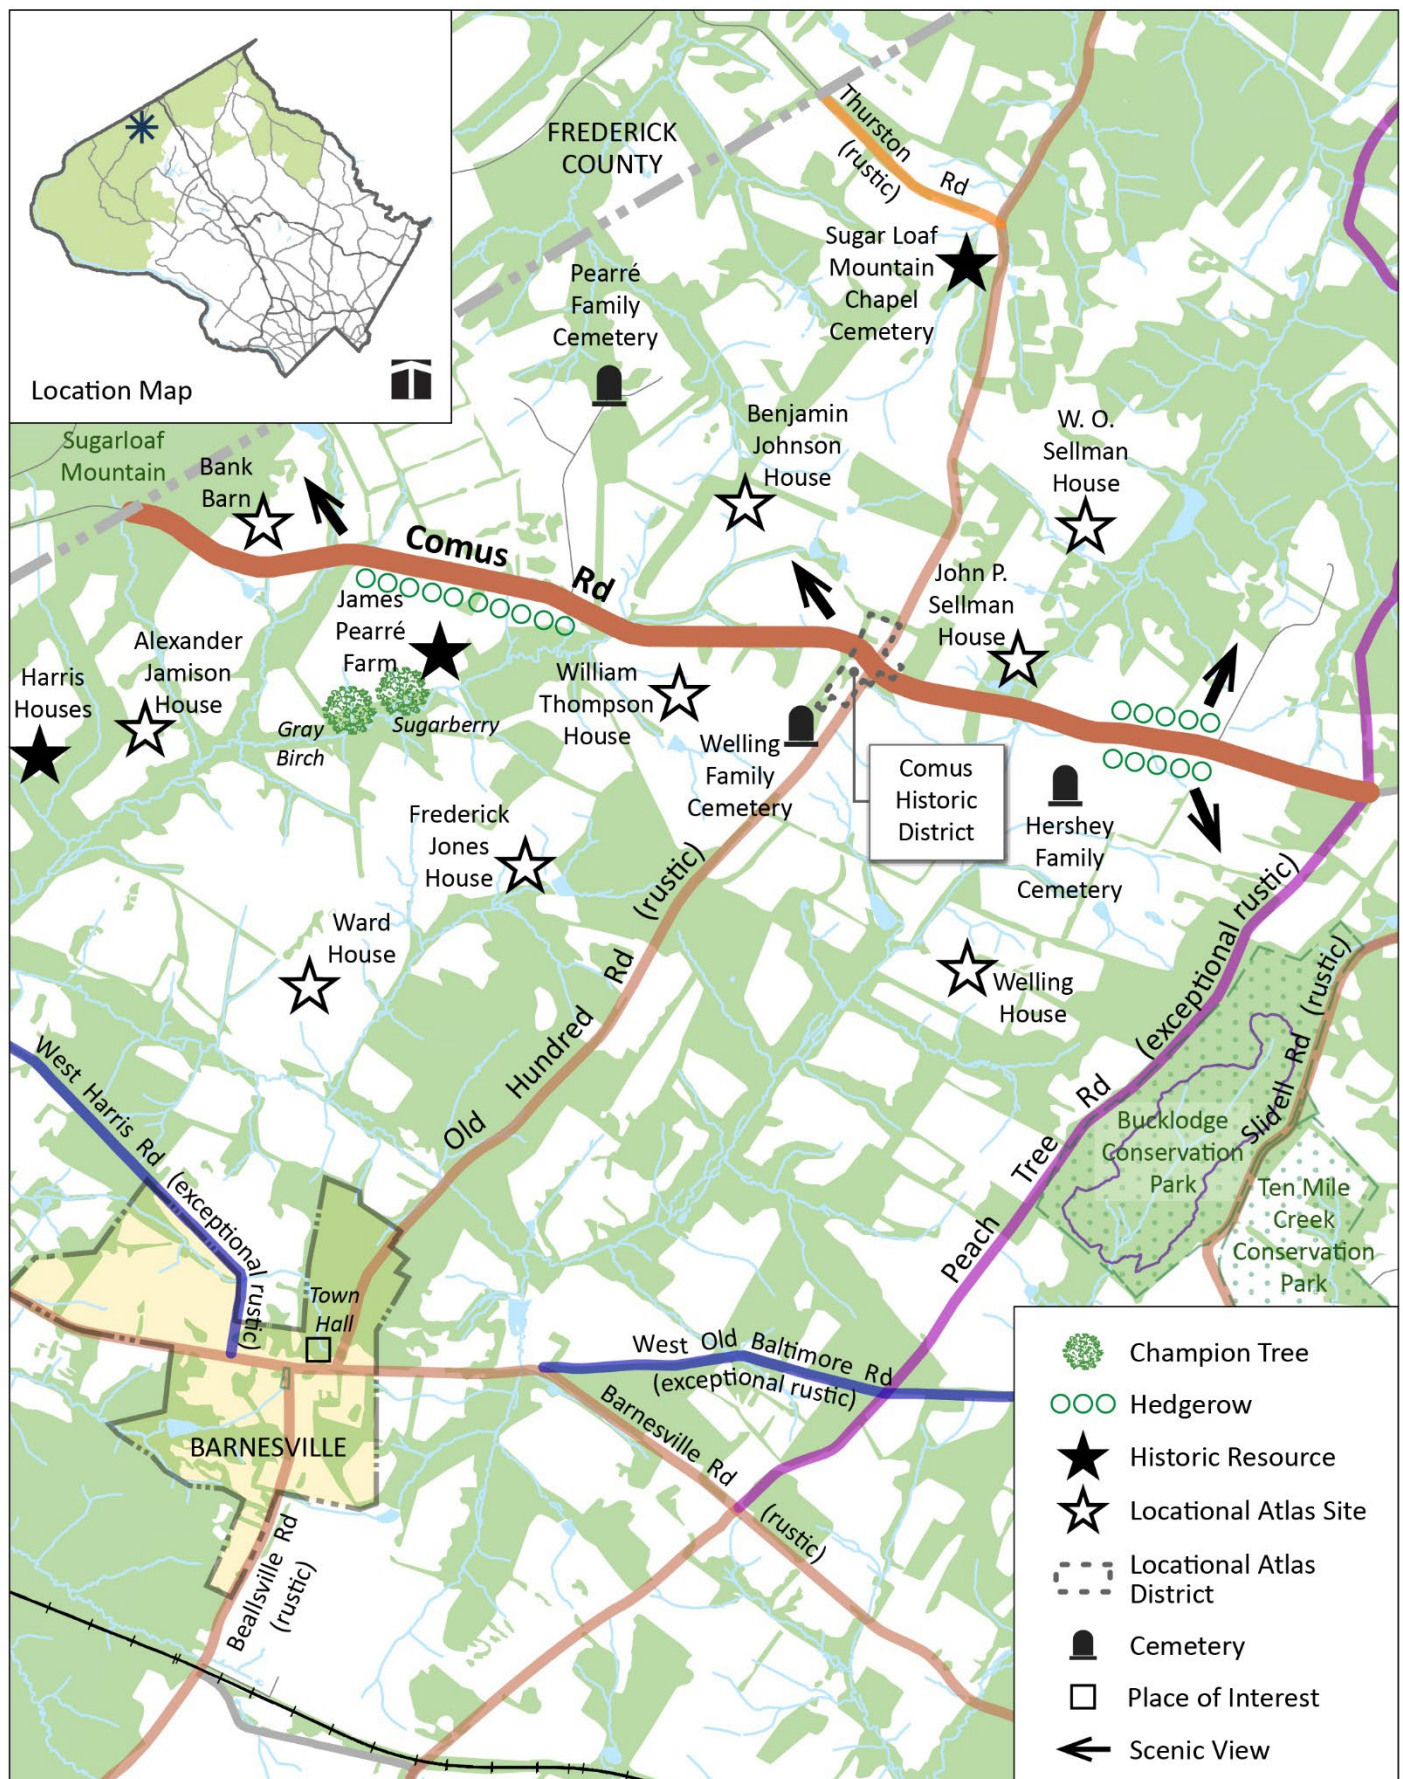 Location Map
FREDERICK
COUNTY
Thurston
Rd
(rustic)
Sugar Loaf
Mountain
Chapel
Cemetery
Pearré
Family
Cemetery
Benjamin
Johnson
House
W. O.
Sellman
House
Sugarloaf
Mountain
Bank
Barn
Comus
Rd
John P.
Sellman
House
James
Pearré
Farm
Alexander
Jamison
House
Harris
Houses
Gray
Birch
Sugarberry
William
Thompson
House
Welling
Family
Cemetery
Comus
Historic
District
Hershey
Family
Cemetery
Frederick
Jones
House
Ward
House
Welling
House
Old Hundred Rd (rustic)
Peach Tree Rd (exceptional rustic)
Slidell Rd (rustic)
Bucklodge
Conservation
Park
Ten Mile
Creek
Conservation
Park
West Harris Rd (exceptional rustic)
Town
Hall
BARNESVILLE
West Old Baltimore Rd
(exceptional rustic)
Barnesville Rd (rustic)
Beallsville Rd
(rustic)
Champion Tree
Hedgerow
Historic Resource
Locational Atlas Site
Locational Atlas
District
Cemetery
Place of Interest
Scenic View